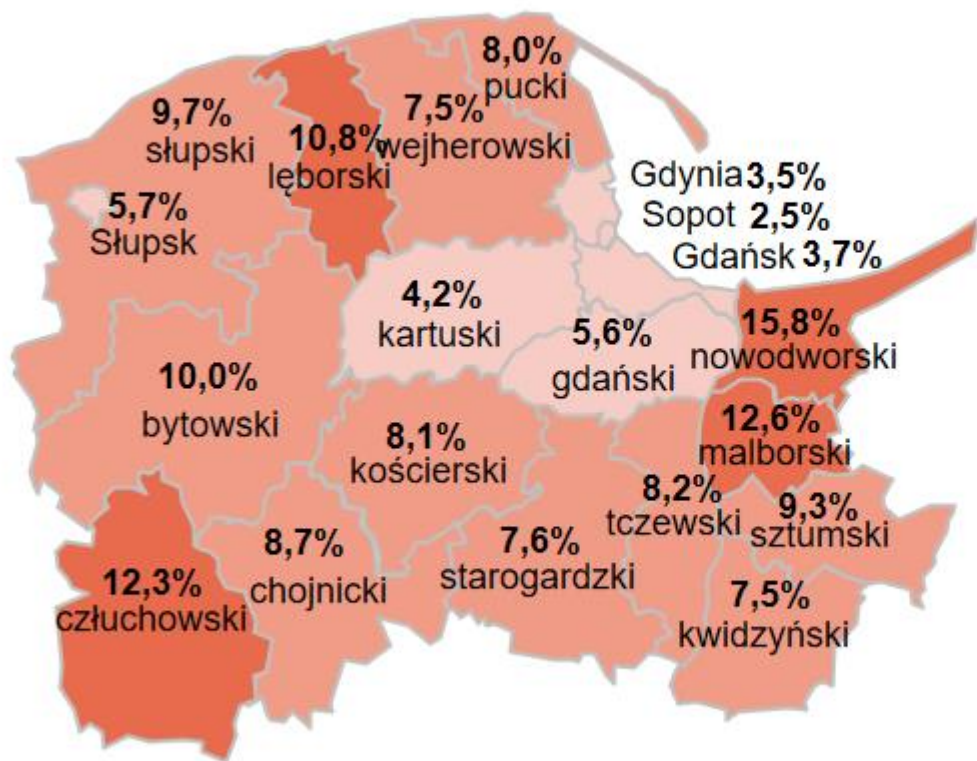 8,0%
pucki
9,7%
słupski
7,5%
wejherowski
10,8%
lęborski
Gdynia 3,5%
Sopot 2,5%
Gdańsk 3,7%
5,7%
Słupsk
4,2%
kartuski
5,6%
gdański
15,8%
nowodworski
10,0%
bytowski
8,1%
kościerski
12,6%
malborski
8,2%
tczewski
9,3%
sztumski
12,3%
człuchowski
8,7%
chojnicki
7,6%
starogardzki
7,5%
kwidzyński